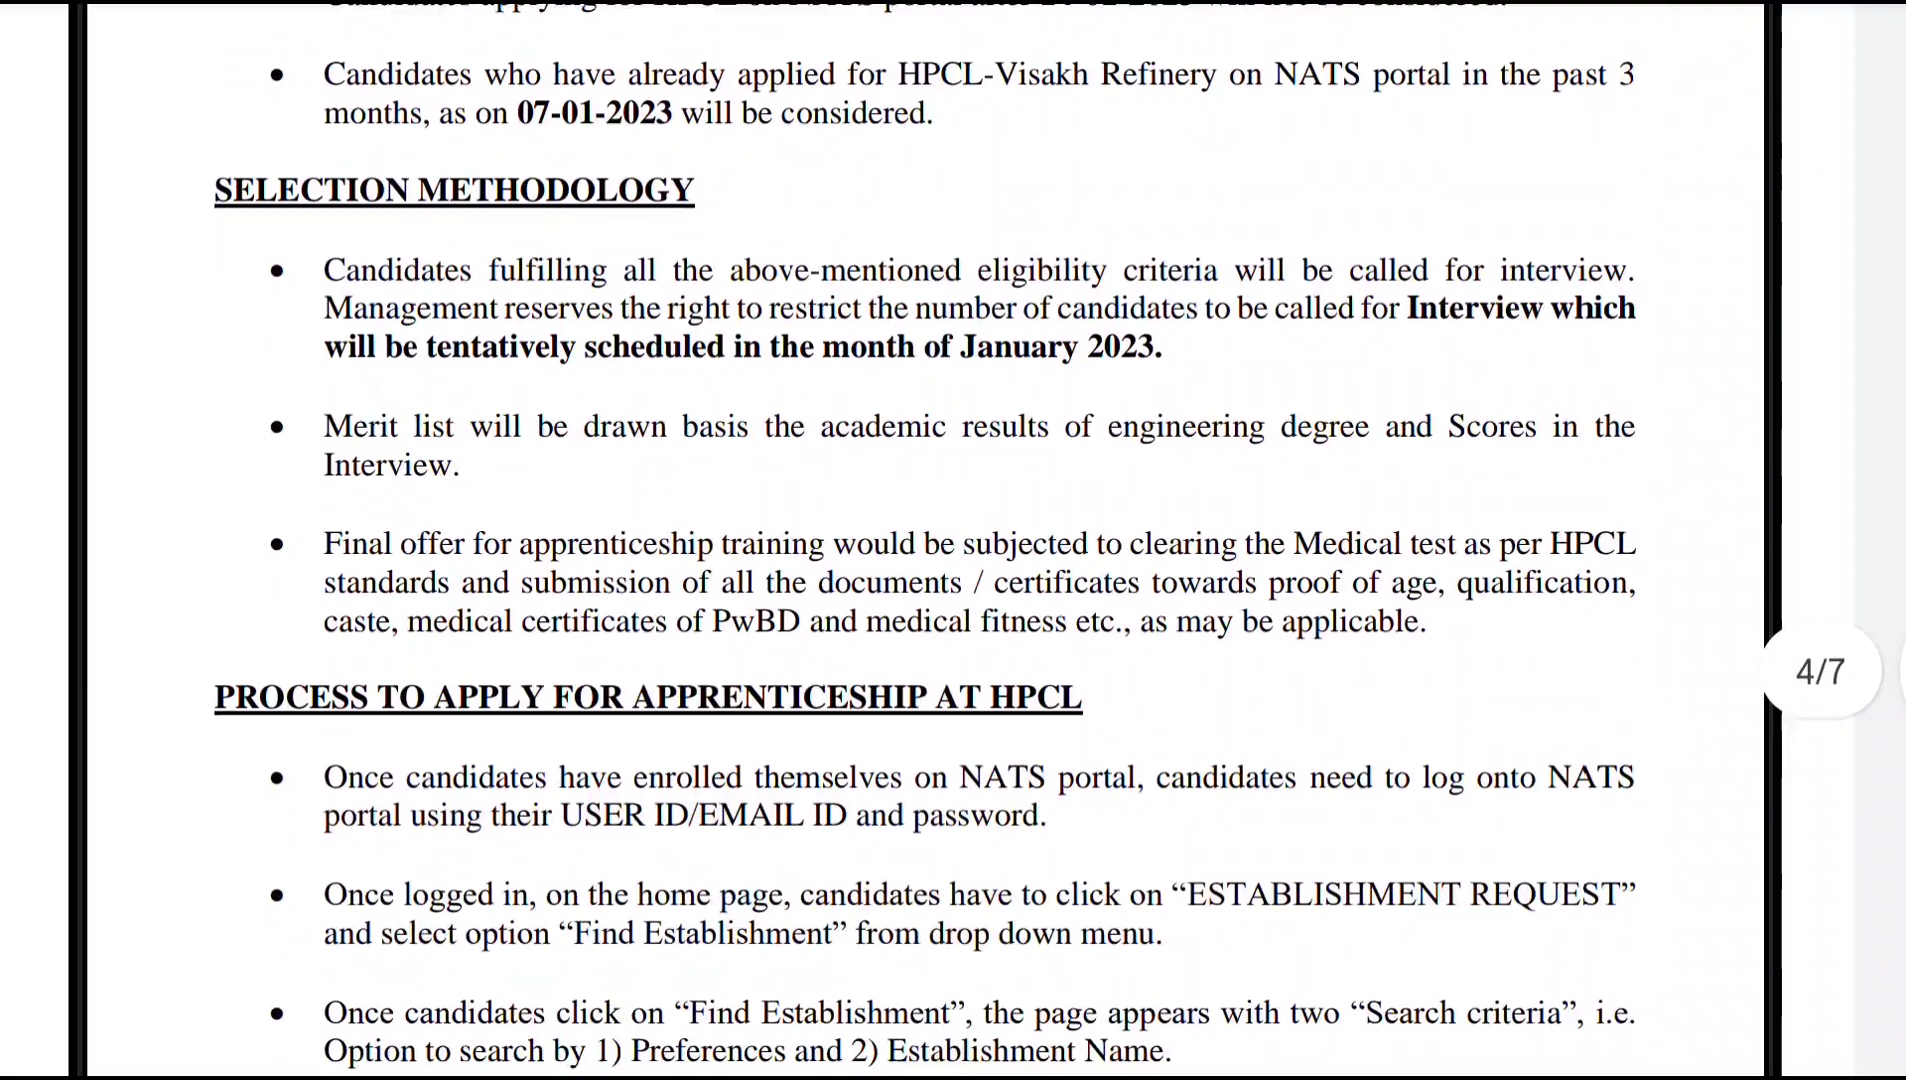 • Candidates who have already applied for HPCL-Visakh Refinery on NATS portal in the past 3
months, as on 07-01-2023 will be considered.
SELECTION METHODOLOGY
• Candidates fulfilling all the above-mentioned eligibility criteria will be called for interview.
Management reserves the right to restrict the number of candidates to be called for Interview which
will be tentatively scheduled in the month of January 2023.
• Merit list will be drawn basis the academic results of engineering degree and Scores in the
Interview.
• Final offer for apprenticeship training would be subjected to clearing the Medical test as per HPCL
standards and submission of all the documents / certificates towards proof of age, qualification,
caste, medical certificates of PwBD and medical fitness etc., as may be applicable.
4/7
PROCESS TO APPLY FOR APPRENTICESHIP AT HPCL
• Once candidates have enrolled themselves on NATS portal, candidates need to log onto NATS
portal using their USER ID/EMAIL ID and password.
• Once logged in, on the home page, candidates have to click on “ESTABLISHMENT REQUEST”
and select option “Find Establishment” from drop down menu.
• Once candidates click on “Find Establishment”, the page appears with two “Search criteria”, i.e.
Option to search by 1) Preferences and 2) Establishment Name.